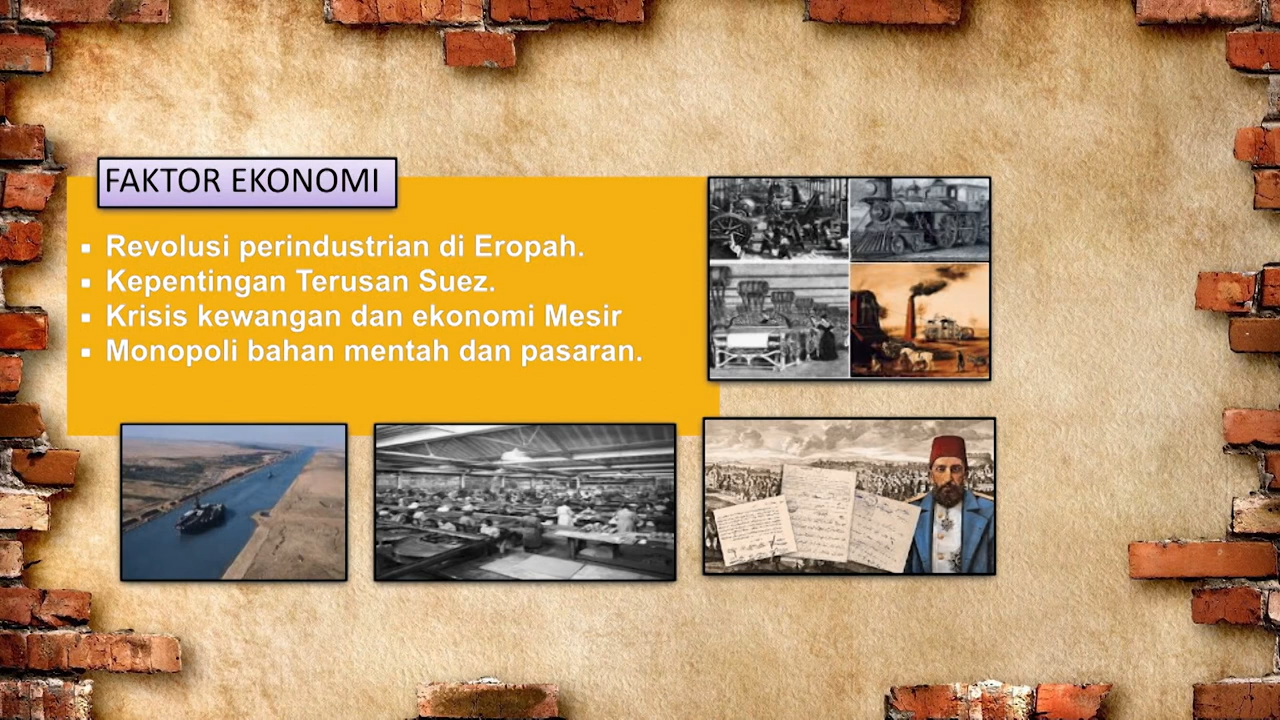 FAKTOR EKONOMI
▪ Revolusi perindustrian di Eropah.
▪ Kepentingan Terusan Suez.
▪ Krisis kewangan dan ekonomi Mesir
▪ Monopoli bahan mentah dan pasaran.